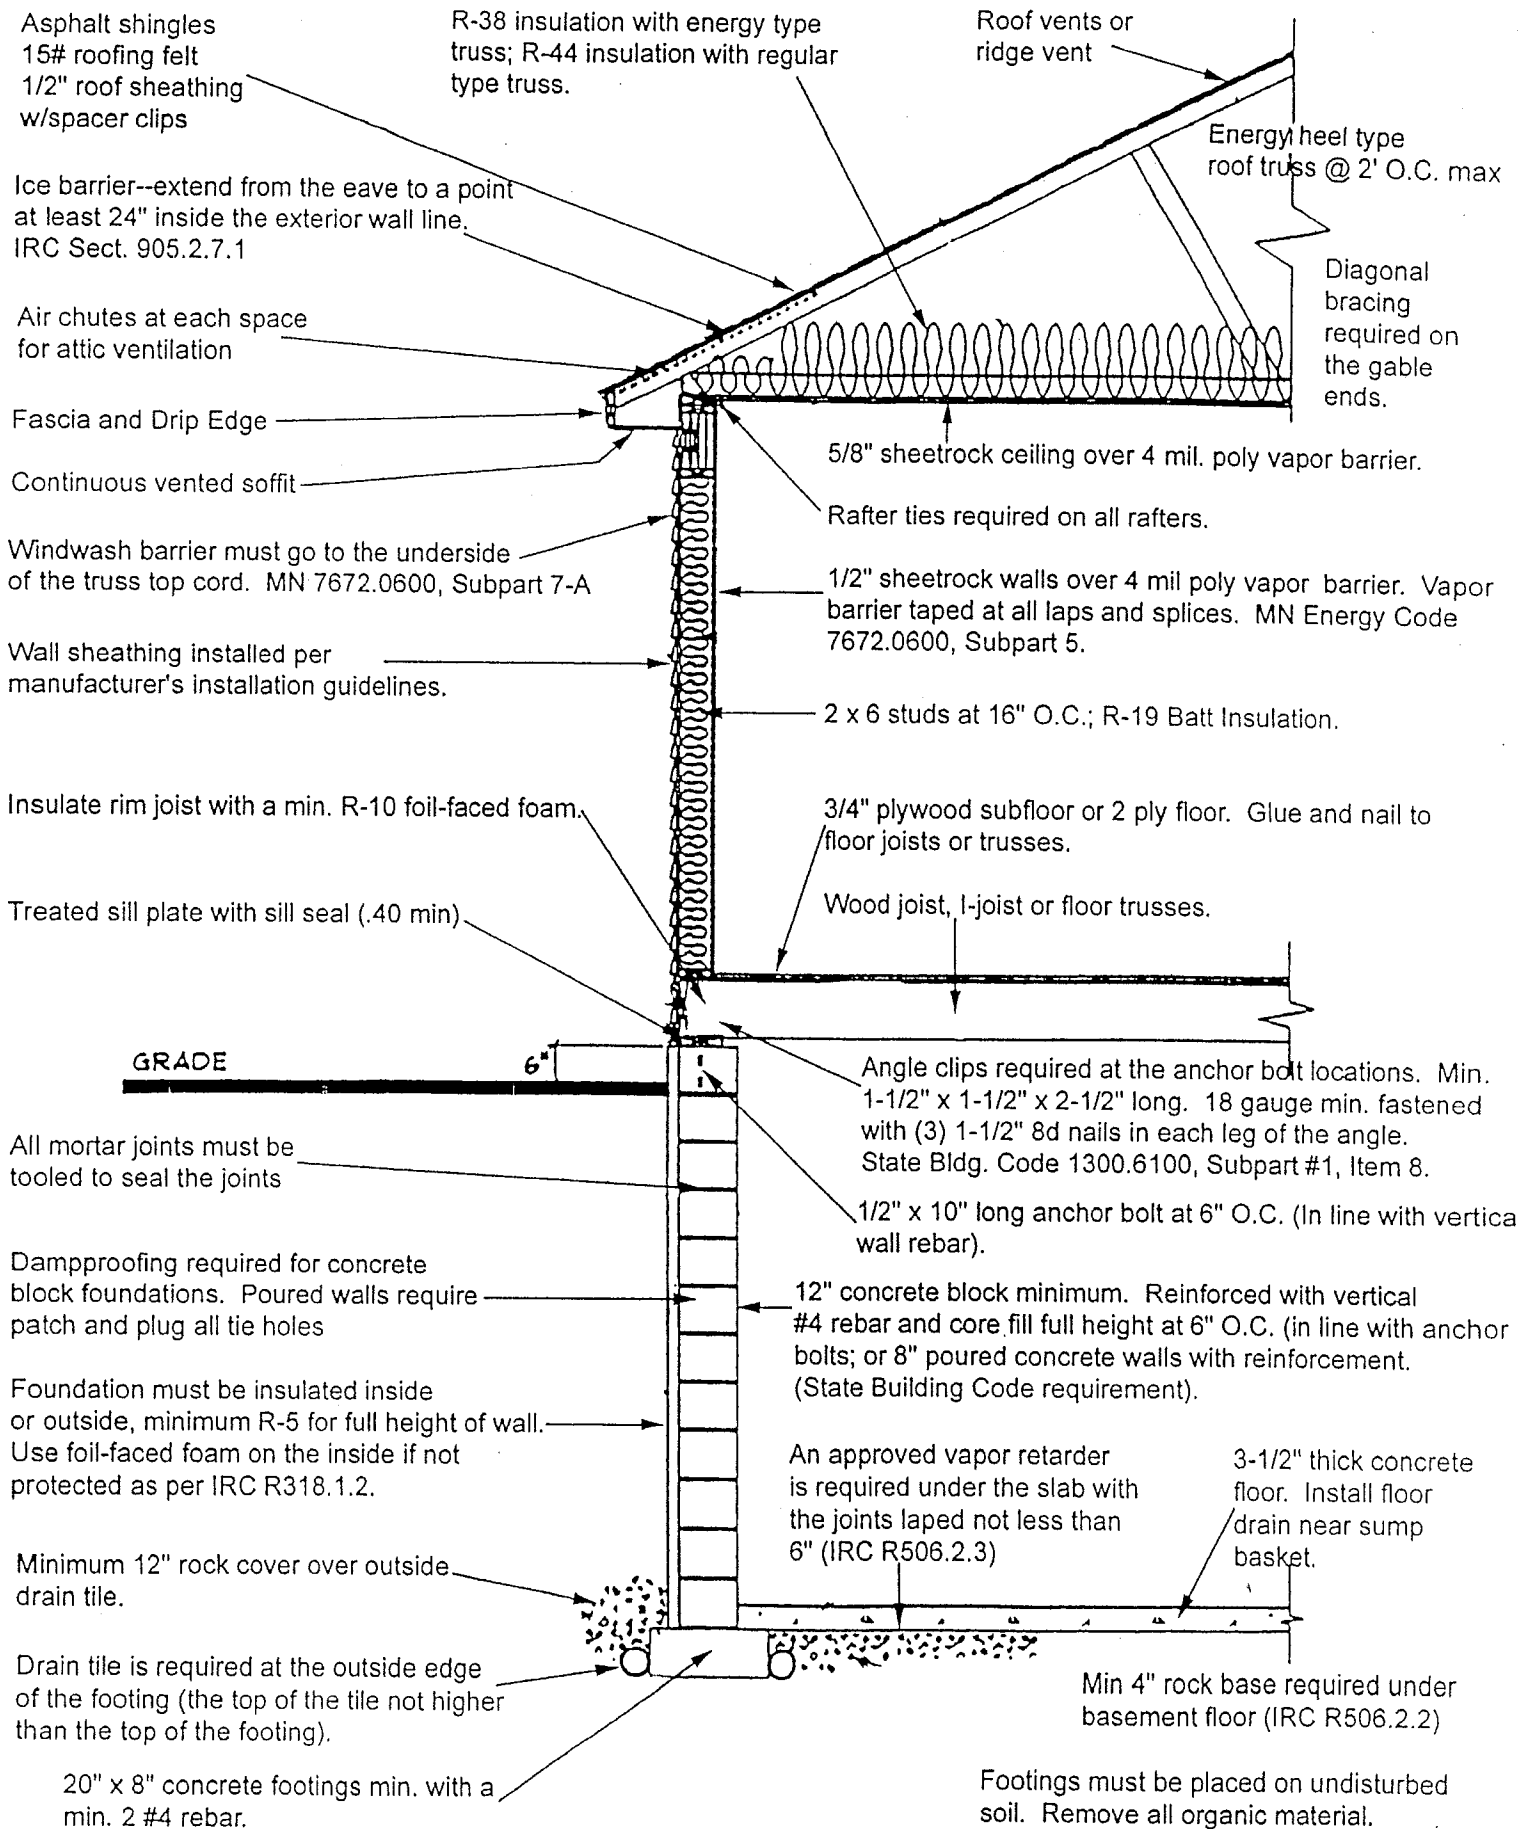 Asphalt shingles
15# roofing felt
1/2" roof sheathing
w/spacer clips
R-38 insulation with energy type
truss; R-44 insulation with regular
type truss.
Roof vents or
ridge vent
Energy heel type
roof truss @ 2' O.C. max
Ice barrier--extend from the eave to a point
at least 24" inside the exterior wall line.
IRC Sect. 905.2.7.1
Diagonal
bracing
required on
the gable
ends.
Air chutes at each space
for attic ventilation
Fascia and Drip Edge
5/8" sheetrock ceiling over 4 mil. poly vapor barrier.
Continuous vented soffit
Rafter ties required on all rafters.
Windwash barrier must go to the underside
of the truss top cord. MN 7672.0600, Subpart 7-A
1/2" sheetrock walls over 4 mil poly vapor barrier. Vapor
barrier taped at all laps and splices. MN Energy Code
7672.0600, Subpart 5.
Wall sheathing installed per
manufacturer's installation guidelines.
2 x 6 studs at 16" O.C.; R-19 Batt Insulation.
Insulate rim joist with a min. R-10 foil-faced foam.
3/4" plywood subfloor or 2 ply floor. Glue and nail to
floor joists or trusses.
Treated sill plate with sill seal (.40 min)
Wood joist, I-joist or floor trusses.
GRADE
6"
Angle clips required at the anchor bolt locations. Min.
1-1/2" x 1-1/2" x 2-1/2" long. 18 gauge min. fastened
with (3) 1-1/2" 8d nails in each leg of the angle.
State Bldg. Code 1300.6100, Subpart #1, Item 8.
All mortar joints must be
tooled to seal the joints
1/2" x 10" long anchor bolt at 6" O.C. (In line with vertica
wall rebar).
Dampproofing required for concrete
block foundations. Poured walls require
patch and plug all tie holes
12" concrete block minimum. Reinforced with vertical
#4 rebar and core fill full height at 6" O.C. (in line with anchor
bolts; or 8" poured concrete walls with reinforcement.
(State Building Code requirement).
Foundation must be insulated inside
or outside, minimum R-5 for full height of wall.
Use foil-faced foam on the inside if not
protected as per IRC R318.1.2.
An approved vapor retarder
is required under the slab with
the joints laped not less than
6" (IRC R506.2.3)
3-1/2" thick concrete
floor. Install floor
drain near sump
basket.
Minimum 12" rock cover over outside
drain tile.
Drain tile is required at the outside edge
of the footing (the top of the tile not higher
than the top of the footing).
Min 4" rock base required under
basement floor (IRC R506.2.2)
20" x 8" concrete footings min. with a
min. 2 #4 rebar.
Footings must be placed on undisturbed
soil. Remove all organic material.